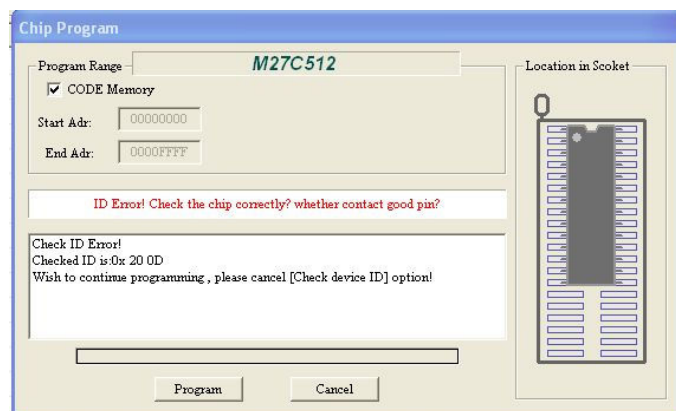 Chip Program
Program Range
M27C512
Location in Scoket
CODE Memory
Start Adr:
00000000
End Adr:
0000FFFF
ID Error! Check the chip correctly? whether contact good pin?
Check ID Error!
Checked ID is:0x 20 0D
Wish to continue programming , please cancel [Check device ID] option!
Program
Cancel